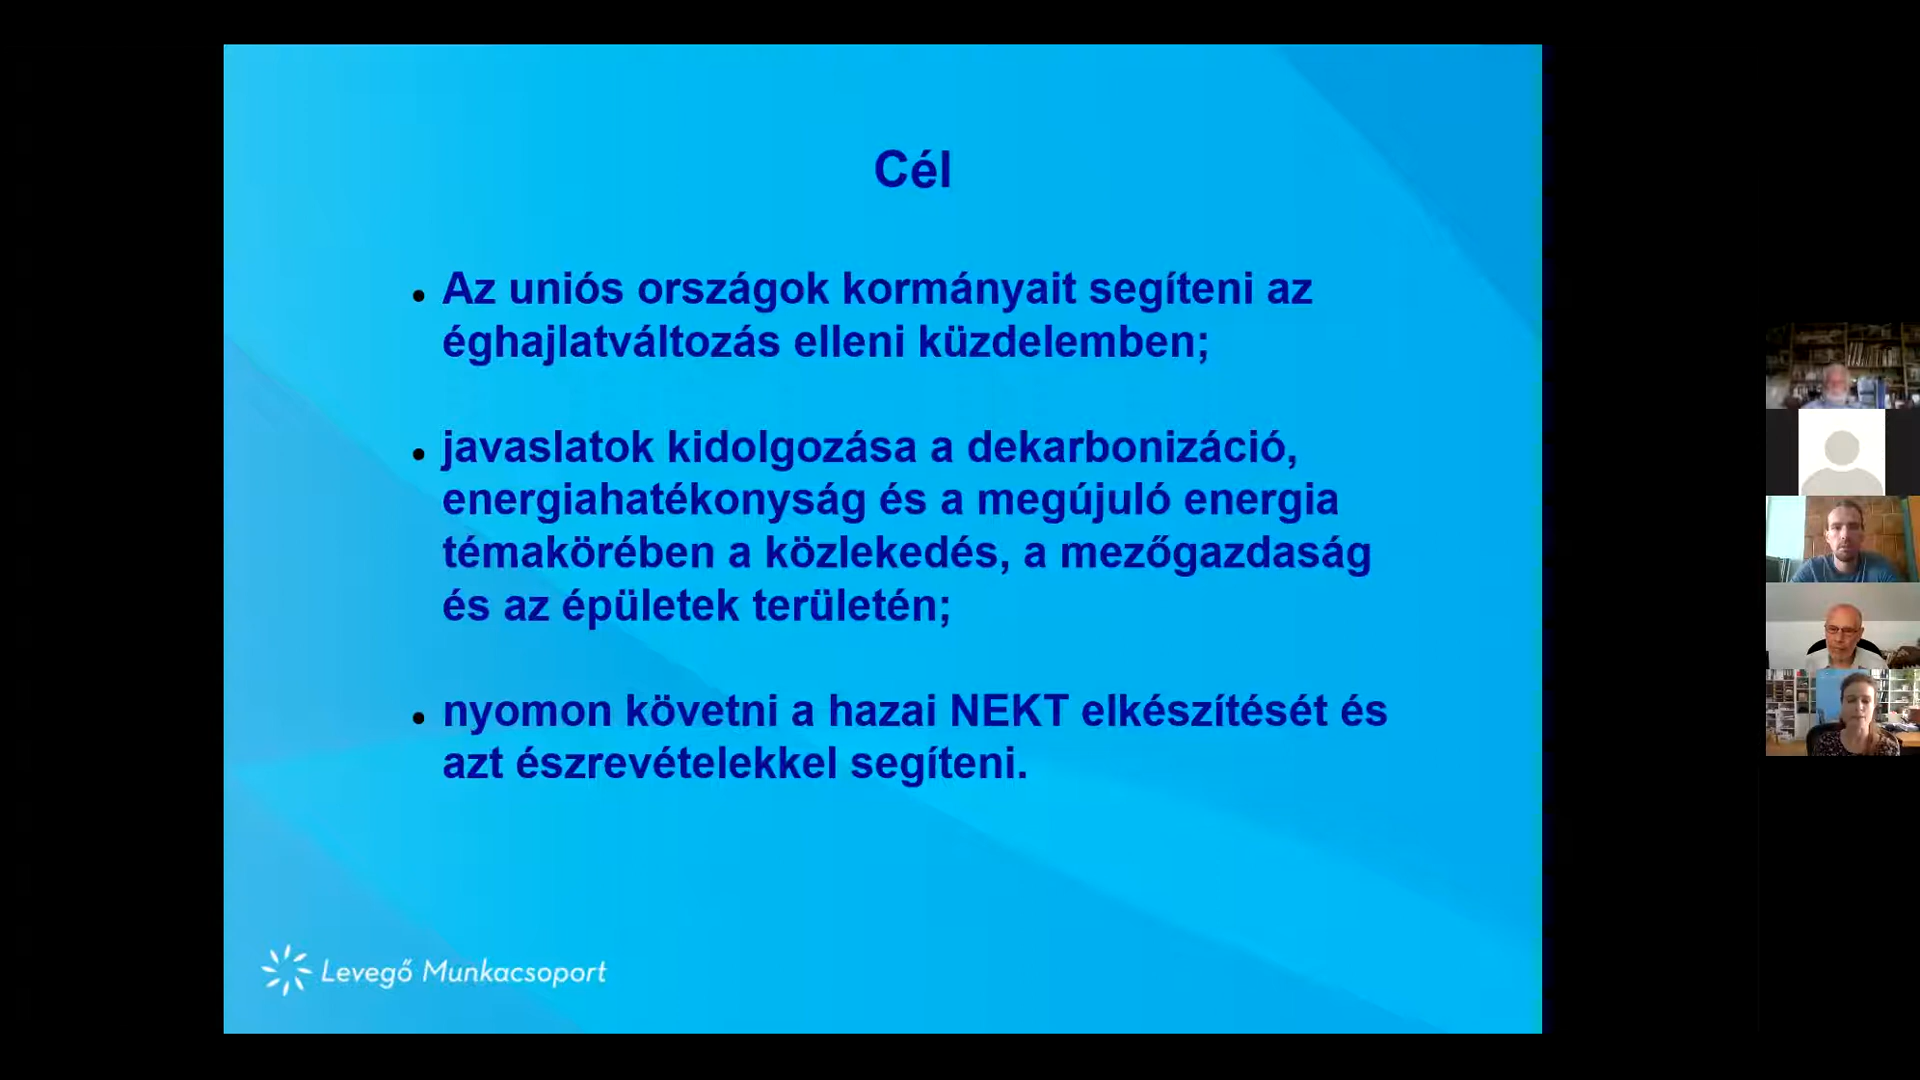 Cél
Az uniós országok kormányait segíteni az
éghajlatváltozás elleni küzdelemben;
javaslatok kidolgozása a dekarbonizáció,
energiahatékonyság és a megújuló energia
témakörében a közlekedés, a mezőgazdaság
és az épületek területén;
nyomon követni a hazai NEKT elkészítését és
azt észrevételekkel segíteni.
Levegő Munkacsoport